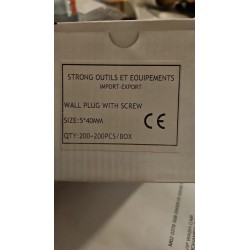 STRONG OUTILS ET EQUIPEMENTS
IMPORT-EXPORT
WALL PLUG WITH SCREW
SIZE:5*40MM
QTY:200+200PCS/BOX
CE